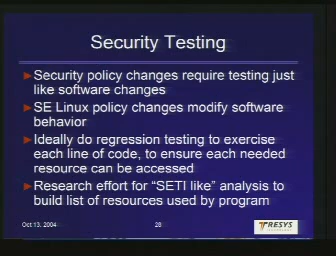 Security Testing
Security policy changes require testing just
like software changes
SE Linux policy changes modify software
behavior
Ideally do regression testing to exercise
each line of code, to ensure each needed
resource can be accessed
Research effort for "SETI like" analysis to
build list of resources used by program
Oct 13, 2004
28
TRESYS
TECHNOLOGY